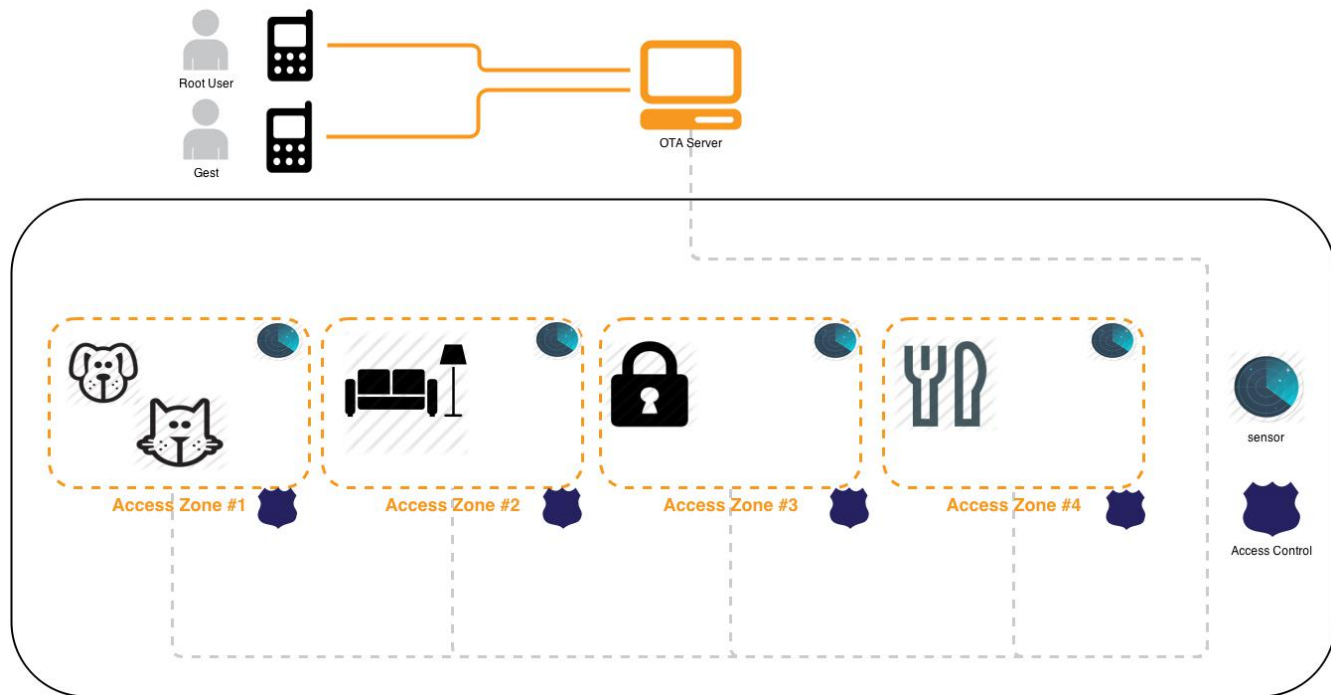 Root User
Gest
OTA Server
Access Zone #1
Access Zone #2
Access Zone #3
Access Zone #4
sensor
Access Control